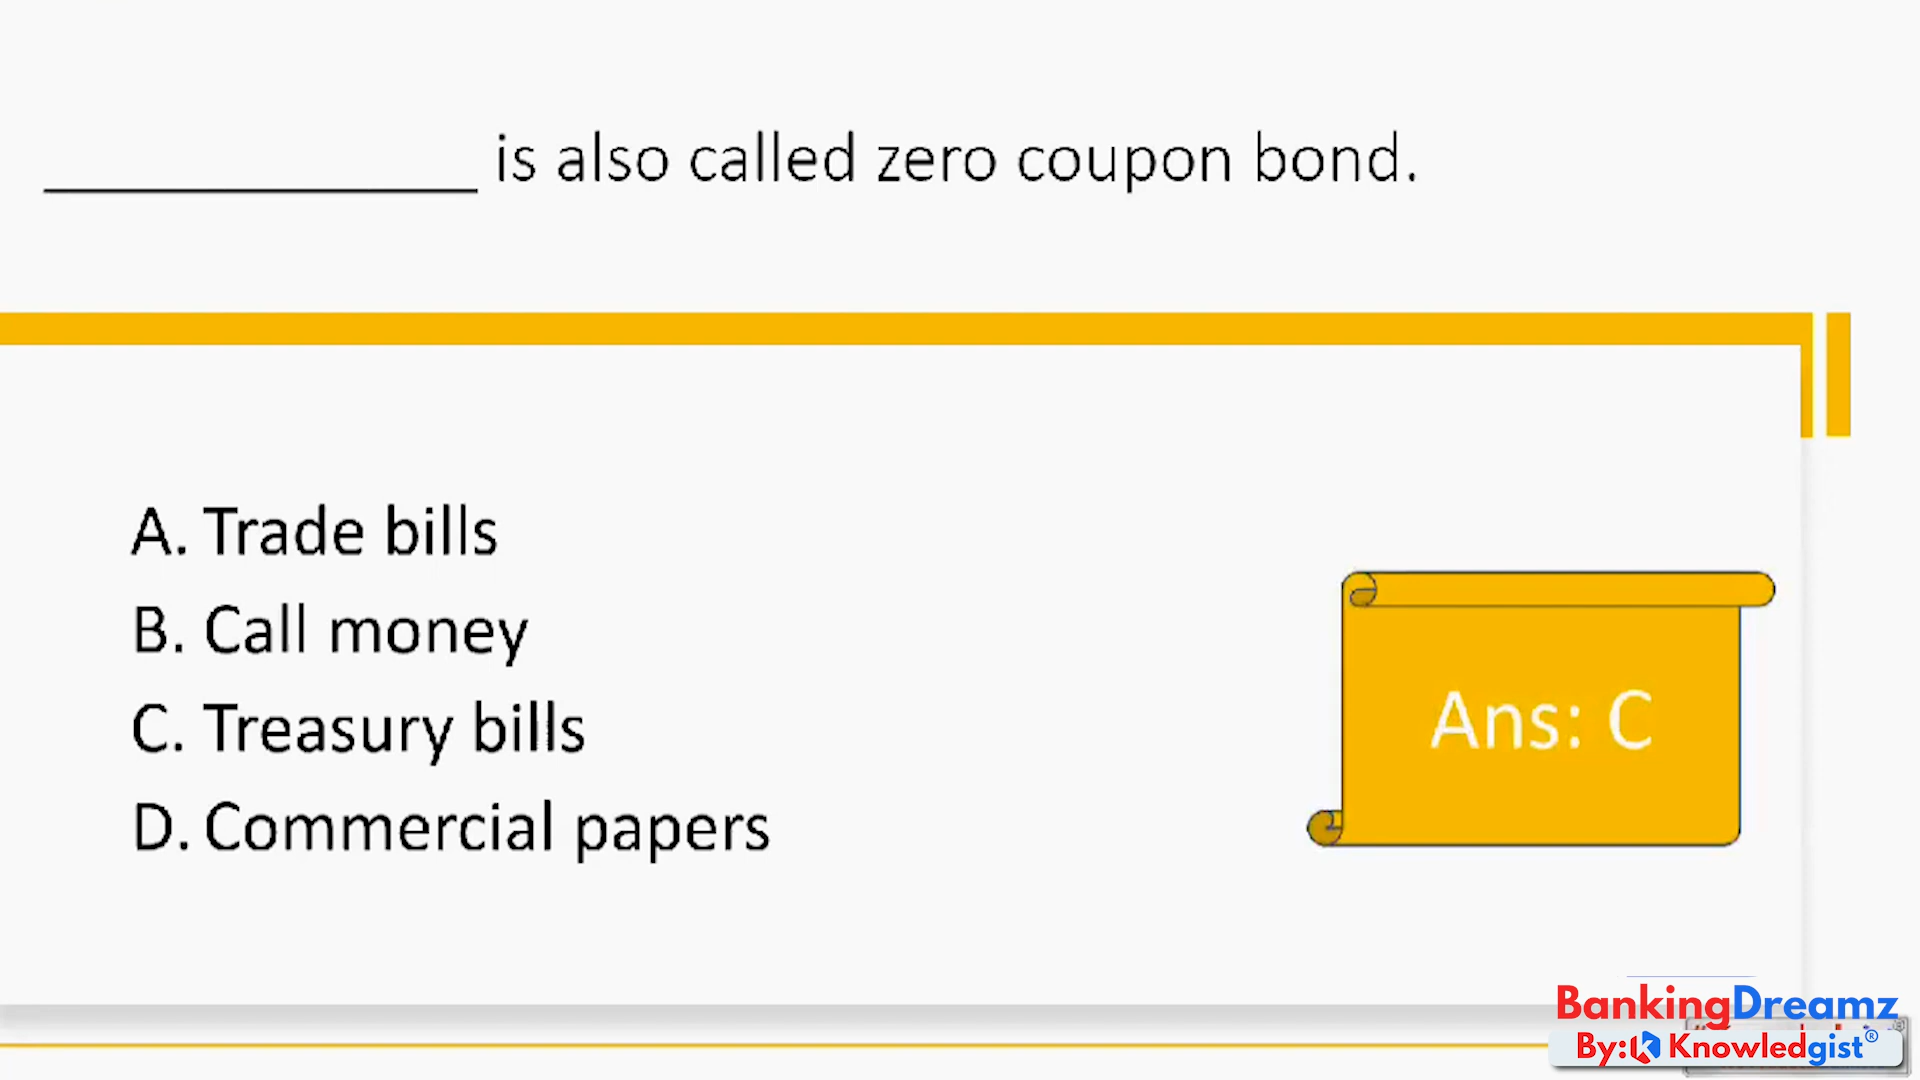 ____________ is also called zero coupon bond.
A. Trade bills
B. Call money
C. Treasury bills
D. Commercial papers
Ans: C
BankingDreamz
By: Knowledgist®